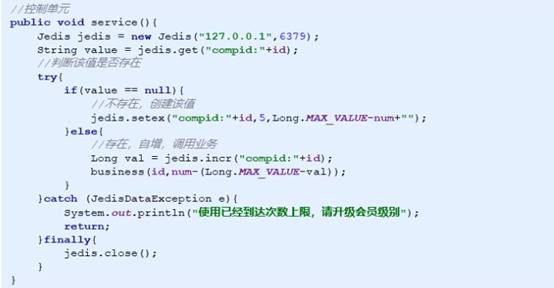 //控制单元
public void service(){
Jedis jedis = new Jedis("127.0.0.1",6379);
String value = jedis.get("compid:"+id);
//判断该值是否存在
try{
if(value == null){
//不存在，创建该值
jedis.setex("compid:"+id,5,Long.MAX_VALUE-num+"");
}else{
//存在，自增，调用业务
Long val = jedis.incr("compid:"+id);
business(id,num-(Long.MAX_VALUE-val));
}
}catch (JedisDataException e){
System.out.println("使用已经到达次数上限，请升级会员级别");
return;
}finally{
jedis.close();
}
}